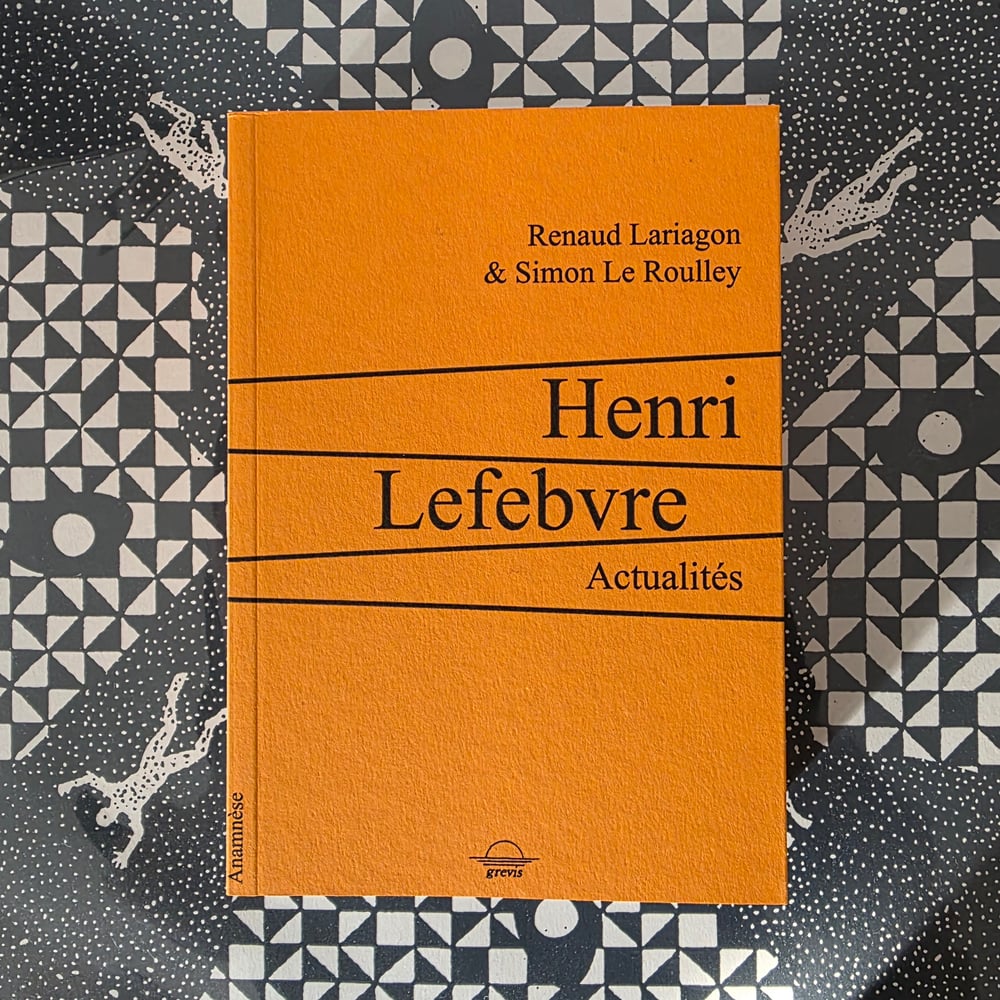 Renaud Lariagon
& Simon Le Roulley
Henri
Lefebvre
Actualités
Anamnèse
grevis